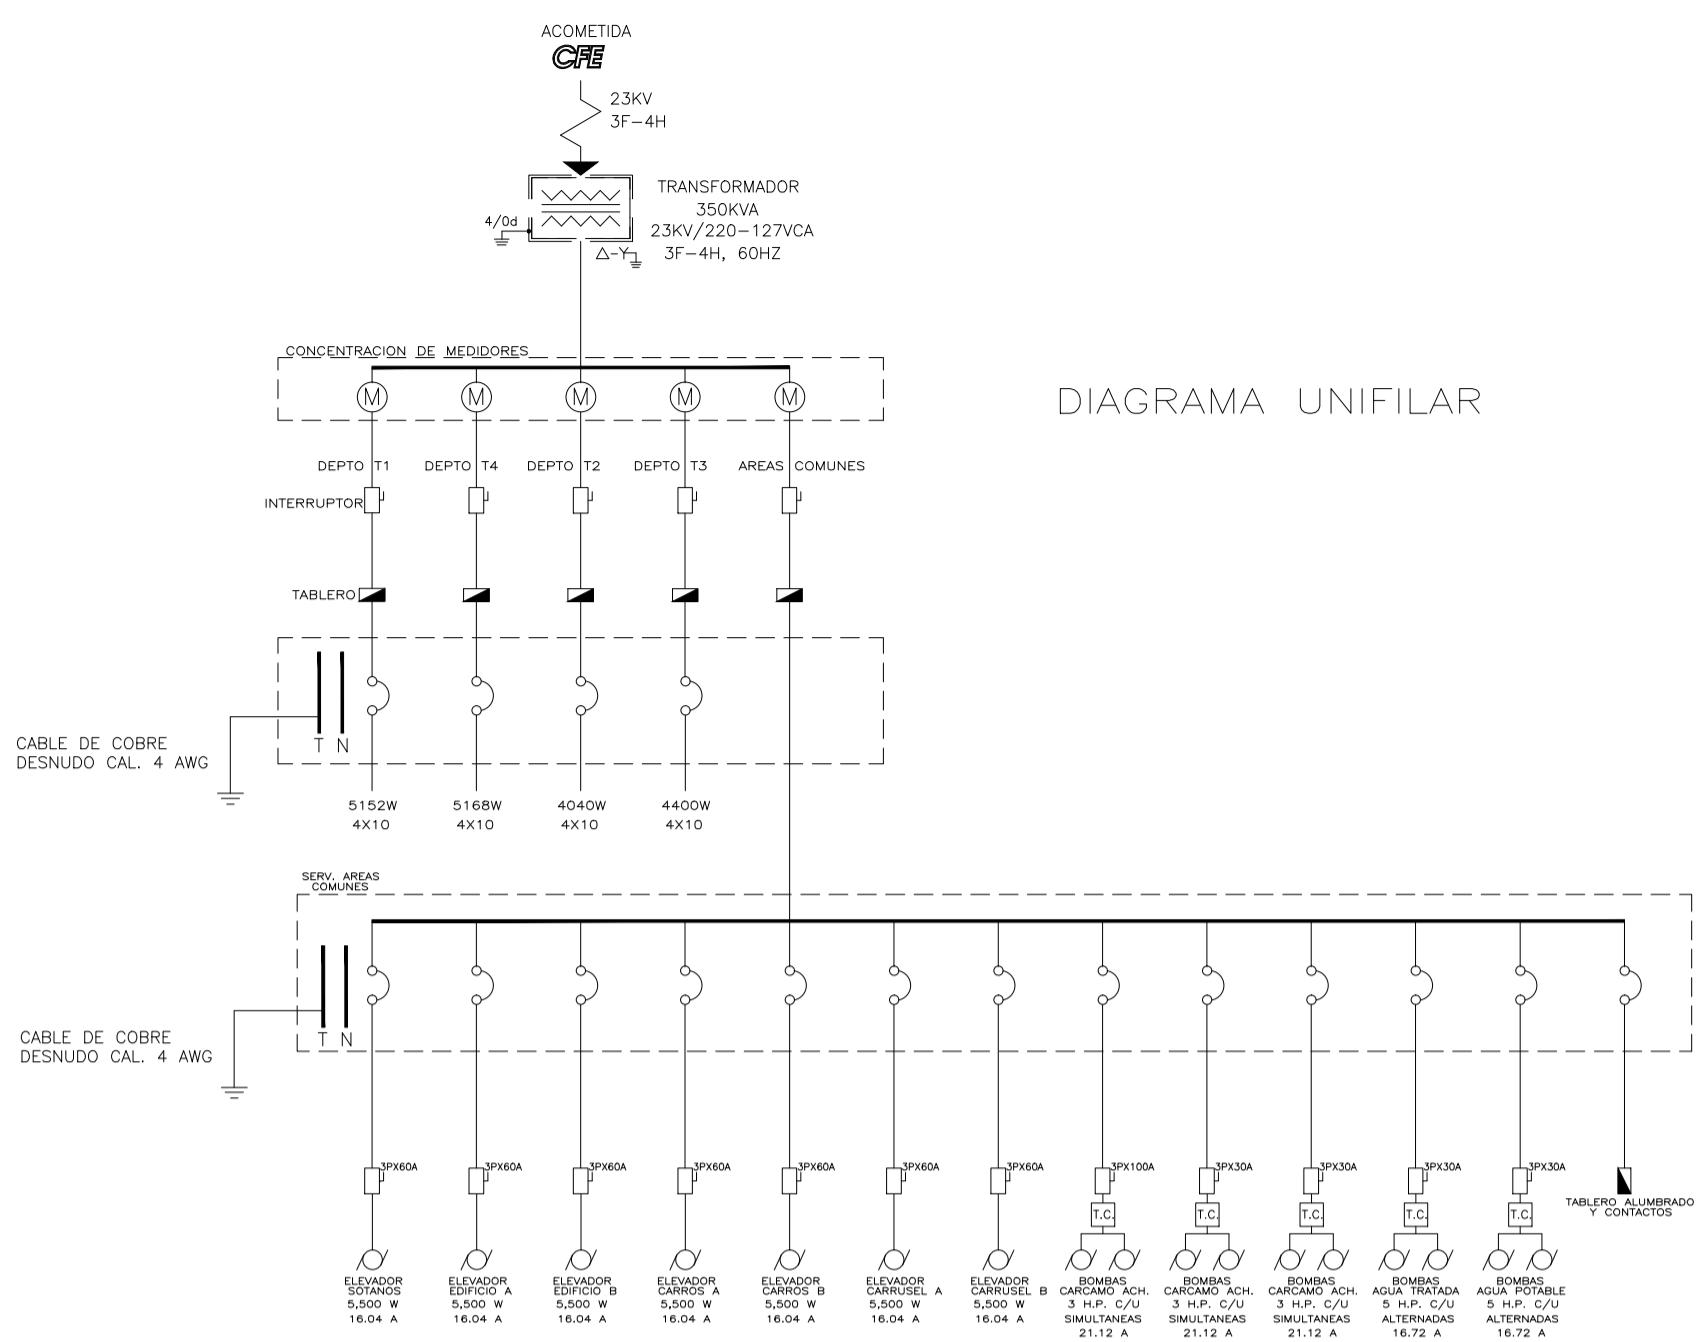 ACOMETIDA
CFE
23KV
3F-4H
TRANSFORMADOR
350KVA
23KV/220-127VCA
3F-4H, 60HZ
4/0d
△-Y
CONCENTRACION DE MEDIDORES
M M M M M
DIAGRAMA UNIFILAR
DEPTO T1 DEPTO T4 DEPTO T2 DEPTO T3 AREAS COMUNES
INTERRUPTOR
TABLERO
T N
CABLE DE COBRE
DESNUDO CAL. 4 AWG
5152W 5168W 4040W 4400W
4X10 4X10 4X10 4X10
SERV. AREAS
COMUNES
T N
CABLE DE COBRE
DESNUDO CAL. 4 AWG
3PX60A 3PX60A 3PX60A 3PX60A 3PX60A 3PX60A 3PX60A 3PX100A 3PX30A 3PX30A 3PX30A 3PX30A
T.C. T.C. T.C. T.C. T.C.
TABLERO ALUMBRADO
Y CONTACTOS
ELEVADOR
SOTANOS
5,500 W
16.04 A
ELEVADOR
EDIFICIO A
5,500 W
16.04 A
ELEVADOR
EDIFICIO B
5,500 W
16.04 A
ELEVADOR
CARROS A
5,500 W
16.04 A
ELEVADOR
CARROS B
5,500 W
16.04 A
ELEVADOR
CARRUSEL A
5,500 W
16.04 A
ELEVADOR
CARRUSEL B
5,500 W
16.04 A
BOMBAS
CARCAMO ACH.
3 H.P. C/U
SIMULTANEAS
21.12 A
BOMBAS
CARCAMO ACH.
3 H.P. C/U
SIMULTANEAS
21.12 A
BOMBAS
CARCAMO ACH.
3 H.P. C/U
SIMULTANEAS
21.12 A
BOMBAS
AGUA TRATADA
5 H.P. C/U
ALTERNADAS
16.72 A
BOMBAS
AGUA POTABLE
5 H.P. C/U
ALTERNADAS
16.72 A